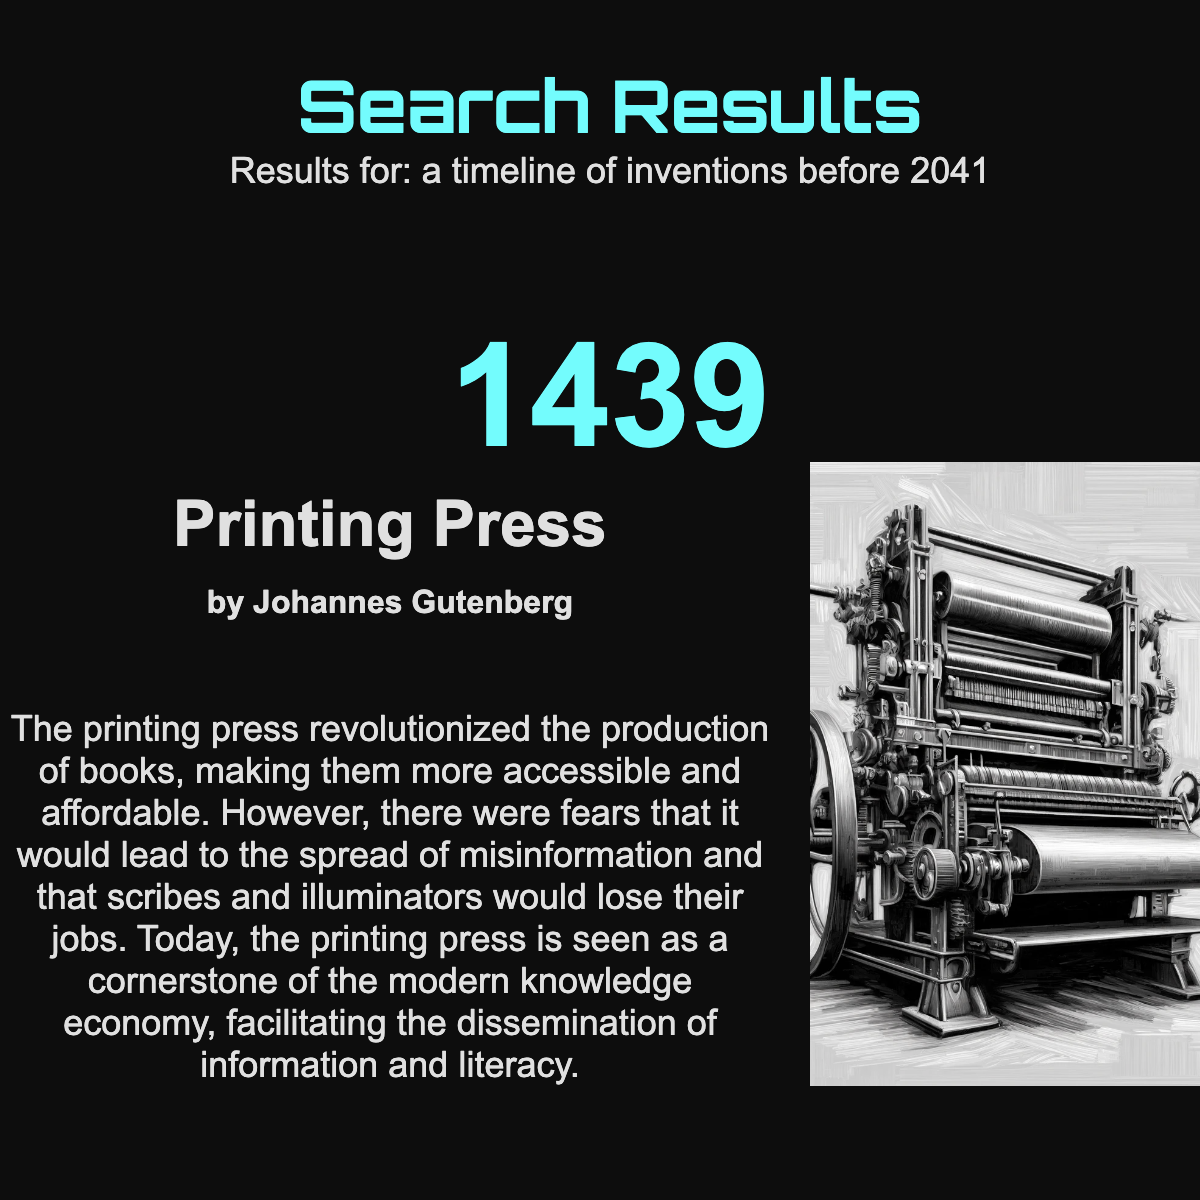 Search Results
Results for: a timeline of inventions before 2041
1439
Printing Press
by Johannes Gutenberg
The printing press revolutionized the production
of books, making them more accessible and
affordable. However, there were fears that it
would lead to the spread of misinformation and
that scribes and illuminators would lose their
jobs. Today, the printing press is seen as a
cornerstone of the modern knowledge
economy, facilitating the dissemination of
information and literacy.